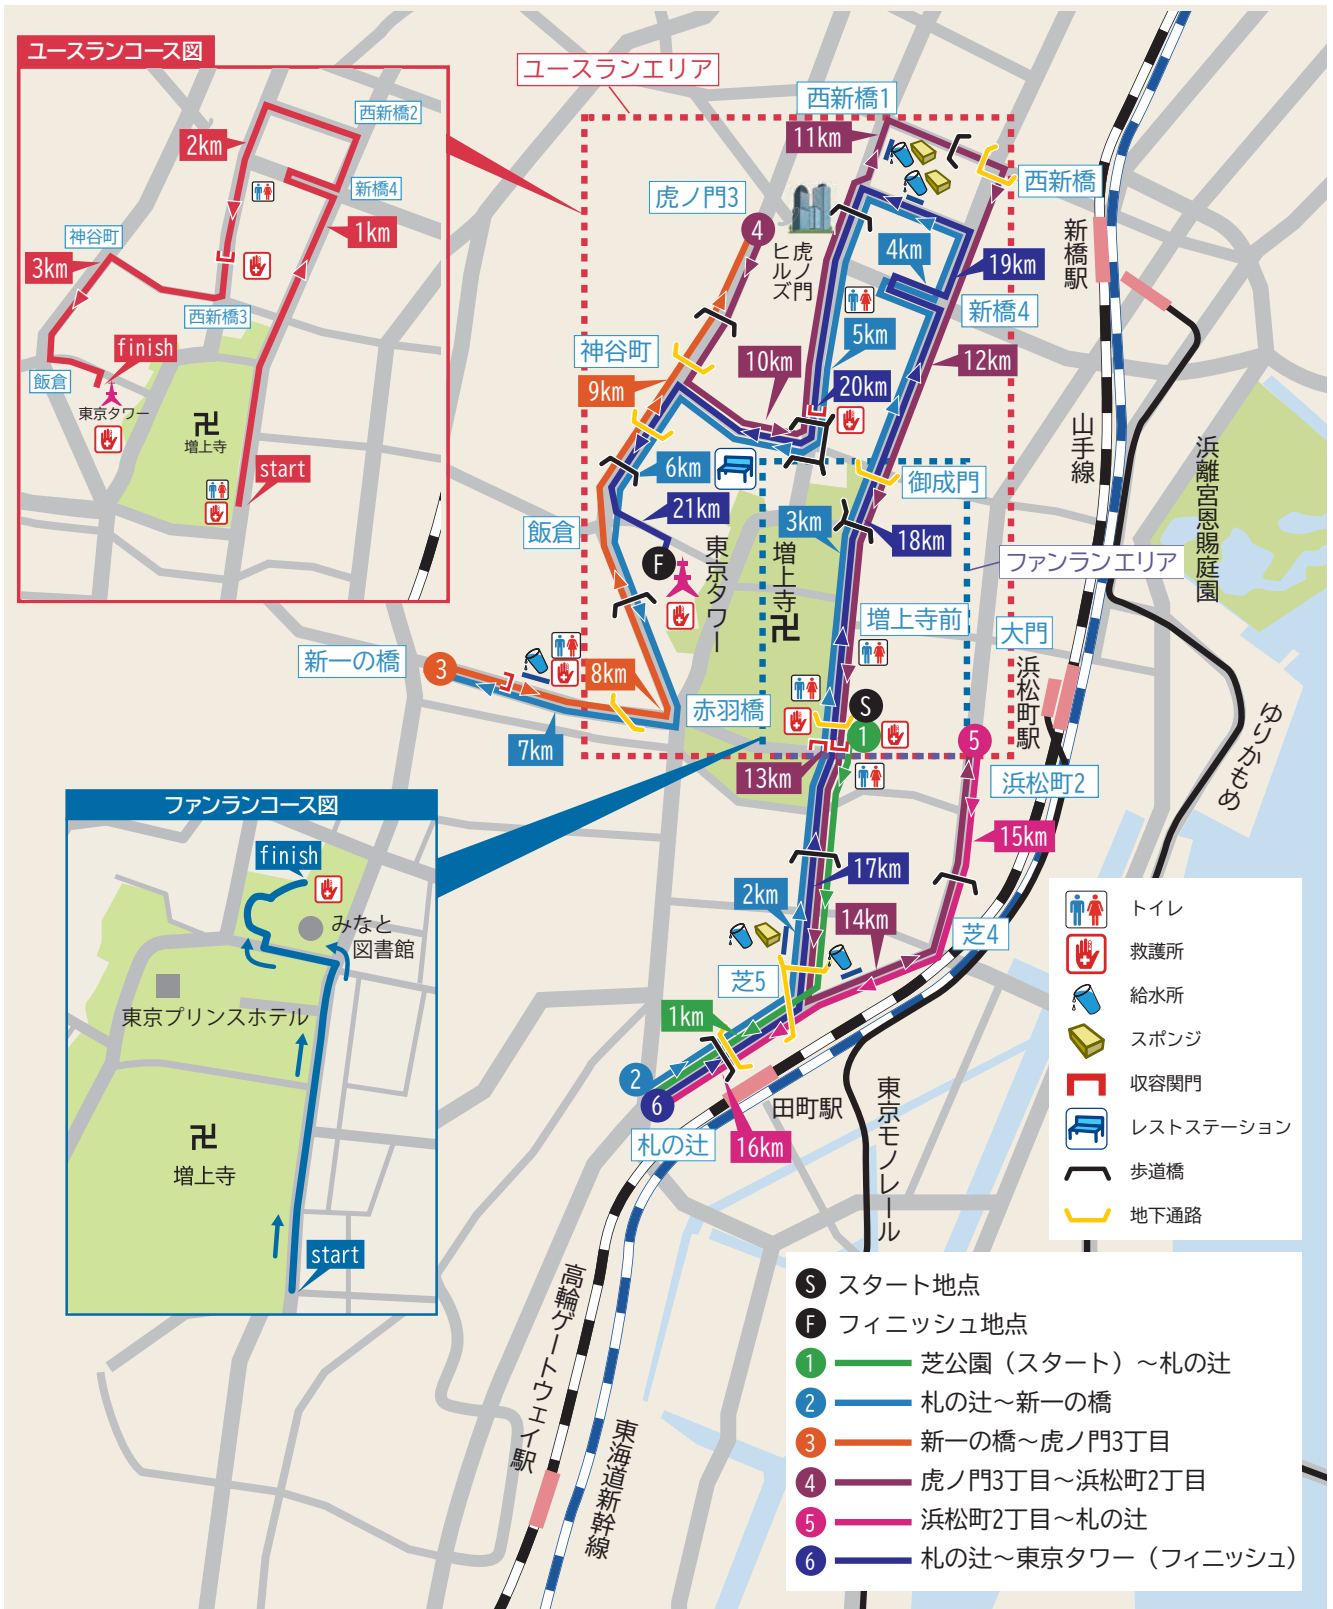 ユースランコース図
西新橋2
2km
新橋4
1km
神谷町
3km
西新橋3
finish
飯倉
東京タワー
増上寺
start
ユースランエリア
西新橋1
11km
西新橋
虎ノ門3
4
虎ノ門
ヒルズ
新橋駅
4km
19km
新橋4
5km
神谷町
10km
12km
20km
9km
山手線
浜離宮恩賜庭園
6km
御成門
21km
3km
18km
飯倉
F
東京タワー
増上寺
ファンランエリア
増上寺前
大門
新一の橋
3
8km
浜松町駅
赤羽橋
S
1
5
7km
ゆりかもめ
13km
浜松町2
15km
17km
2km
14km
芝4
芝5
1km
2
6
田町駅
札の辻
16km
東京モノレール
高輪ゲートウェイ駅
東海道新幹線
ファンランコース図
finish
みなと
図書館
東京プリンスホテル
増上寺
start
トイレ
救護所
給水所
スポンジ
収容関門
レストステーション
歩道橋
地下通路
S スタート地点
F フィニッシュ地点
1 芝公園（スタート）～札の辻
2 札の辻～新一の橋
3 新一の橋～虎ノ門3丁目
4 虎ノ門3丁目～浜松町2丁目
5 浜松町2丁目～札の辻
6 札の辻～東京タワー（フィニッシュ）